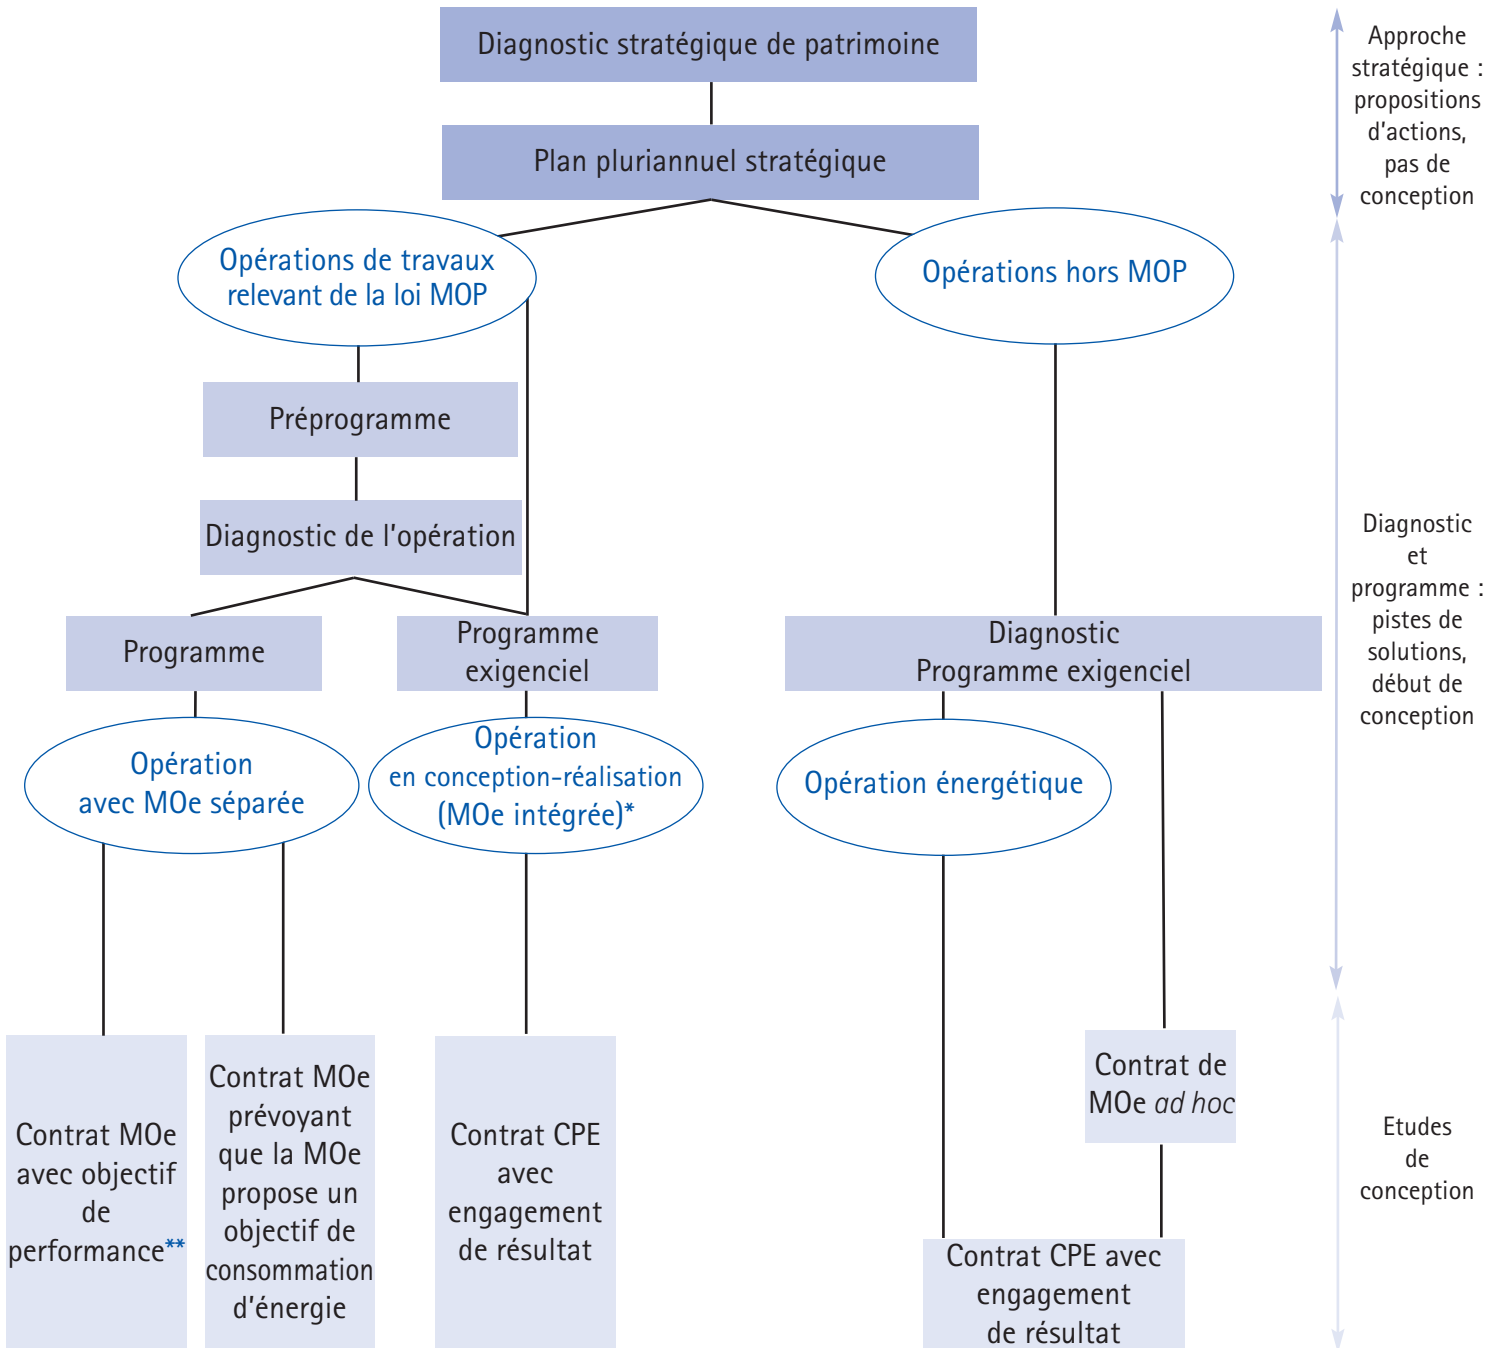 Diagnostic stratégique de patrimoine
Plan pluriannuel stratégique
Approche
stratégique :
propositions
d'actions,
pas de
conception
Opérations de travaux
relevant de la loi MOP
Opérations hors MOP
Préprogramme
Diagnostic de l'opération
Programme
Programme
exigenciel
Diagnostic
Programme exigenciel
Diagnostic
et
programme :
pistes de
solutions,
début de
conception
Opération
avec MOe séparée
Opération
en conception-réalisation
(MOe intégrée)*
Opération énergétique
Contrat MOe
avec objectif
de
performance**
Contrat MOe
prévoyant
que la MOe
propose un
objectif de
consommation
d'énergie
Contrat CPE
avec
engagement
de résultat
Contrat de
MOe ad hoc
Contrat CPE avec
engagement
de résultat
Etudes
de
conception